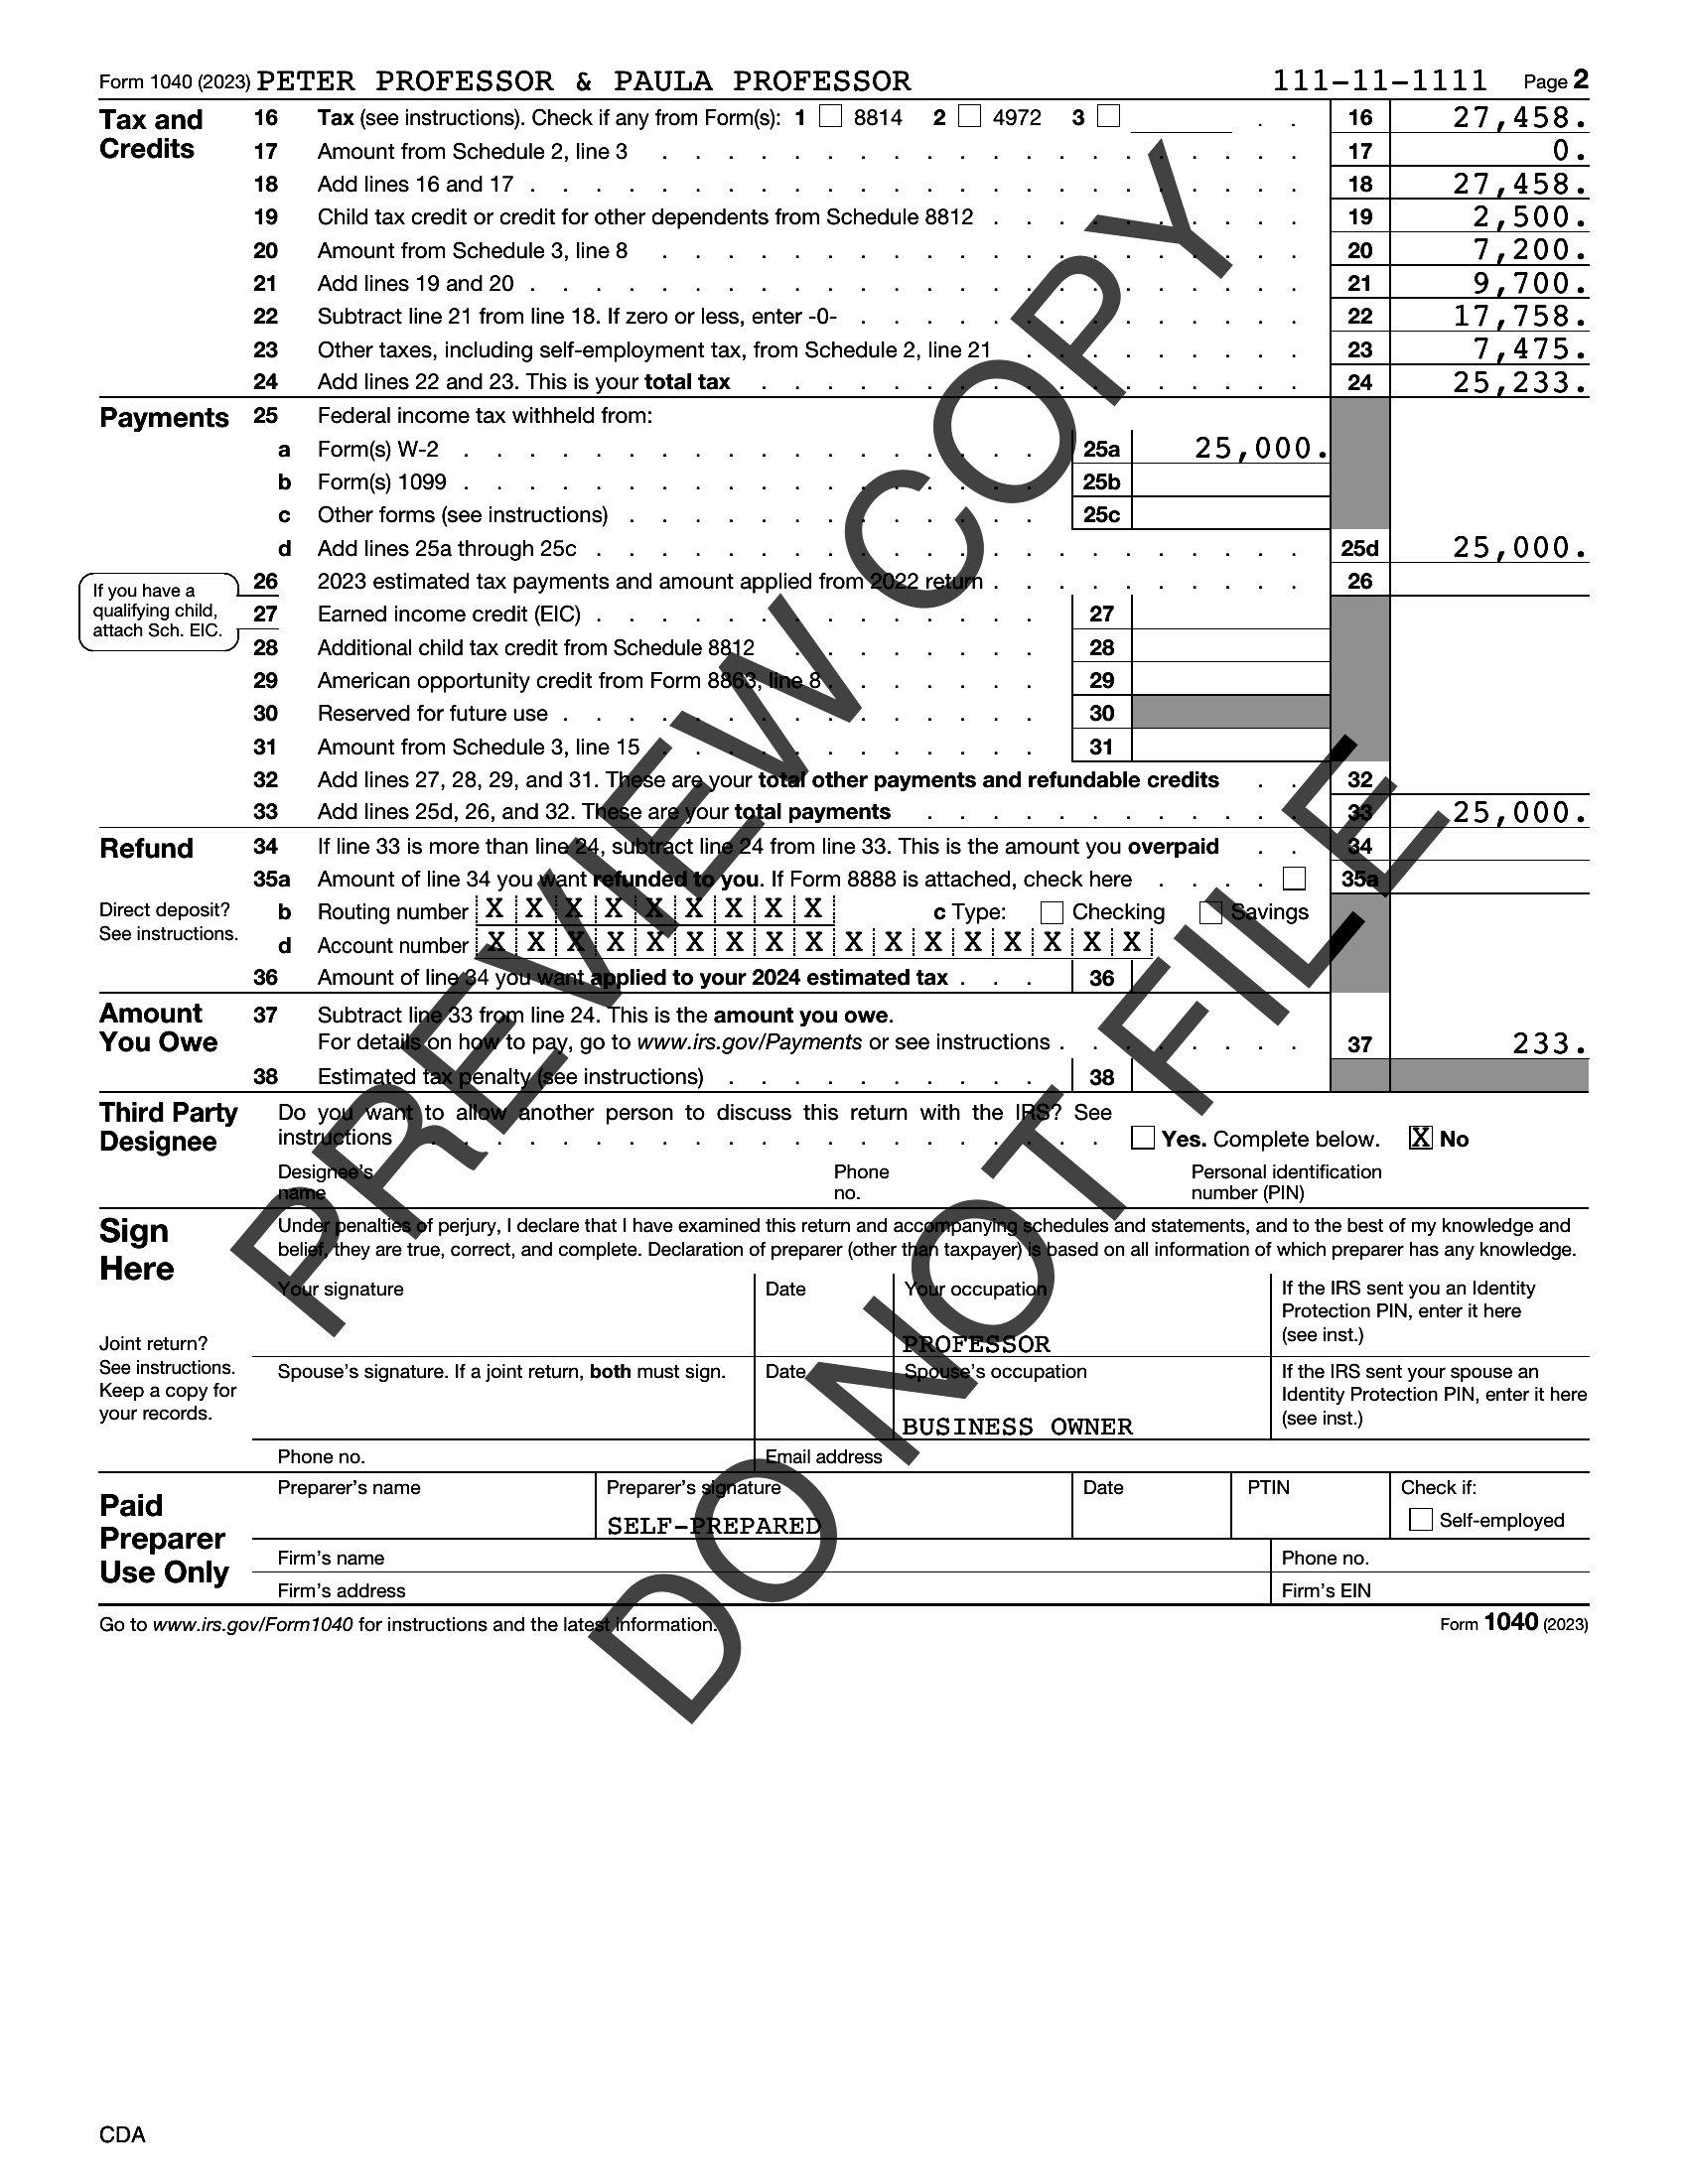 Form 1040 (2023) PETER PROFESSOR & PAULA PROFESSOR 111-11-1111 Page 2
Tax and Credits
16 Tax (see instructions). Check if any from Form(s): 1 8814 2 4972 3 . . 16 27,458.
17 Amount from Schedule 2, line 3 17 0.
18 Add lines 16 and 17 18 27,458.
19 Child tax credit or credit for other dependents from Schedule 8812 19 2,500.
20 Amount from Schedule 3, line 8 20 7,200.
21 Add lines 19 and 20 21 9,700.
22 Subtract line 21 from line 18. If zero or less, enter -0- 22 17,758.
23 Other taxes, including self-employment tax, from Schedule 2, line 21 23 7,475.
24 Add lines 22 and 23. This is your total tax 24 25,233.
Payments
25 Federal income tax withheld from:
a Form(s) W-2 25a 25,000.
b Form(s) 1099 25b
c Other forms (see instructions) 25c
d Add lines 25a through 25c 25d 25,000.
If you have a
qualifying child,
attach Sch. EIC.
26 2023 estimated tax payments and amount applied from 2022 return 26
27 Earned income credit (EIC) 27
28 Additional child tax credit from Schedule 8812 28
29 American opportunity credit from Form 8863, line 8 29
30 Reserved for future use 30
31 Amount from Schedule 3, line 15 31
32 Add lines 27, 28, 29, and 31. These are your total other payments and refundable credits 32
33 Add lines 25d, 26, and 32. These are your total payments 33 25,000.
Refund
34 If line 33 is more than line 24, subtract line 24 from line 33. This is the amount you overpaid 34
35a Amount of line 34 you want refunded to you. If Form 8888 is attached, check here 35a
Direct deposit?
See instructions.
b Routing number X X X X X X X X X c Type: Checking Savings
d Account number X X X X X X X X X X X X X X X X X
36 Amount of line 34 you want applied to your 2024 estimated tax 36
Amount
You Owe
37 Subtract line 33 from line 24. This is the amount you owe.
For details on how to pay, go to www.irs.gov/Payments or see instructions 37 233.
38 Estimated tax penalty (see instructions) 38
Third Party
Designee
Do you want to allow another person to discuss this return with the IRS? See
instructions Yes. Complete below. X No
Designee's
name
Phone
no.
Personal identification
number (PIN)
Sign
Here
Under penalties of perjury, I declare that I have examined this return and accompanying schedules and statements, and to the best of my knowledge and
belief, they are true, correct, and complete. Declaration of preparer (other than taxpayer) is based on all information of which preparer has any knowledge.
Joint return?
See instructions.
Keep a copy for
your records.
Your signature
Date
Your occupation
PROFESSOR
If the IRS sent you an Identity
Protection PIN, enter it here
(see inst.)
Spouse's signature. If a joint return, both must sign.
Date
Spouse's occupation
BUSINESS OWNER
If the IRS sent your spouse an
Identity Protection PIN, enter it here
(see inst.)
Phone no. Email address
Paid
Preparer
Use Only
Preparer's name
Preparer's signature
SELF-PREPARED
Date
PTIN
Check if:
Self-employed
Firm's name Phone no.
Firm's address Firm's EIN
Go to www.irs.gov/Form1040 for instructions and the latest information. Form 1040 (2023)
PREVIEW COPY
DO NOT FILE
CDA